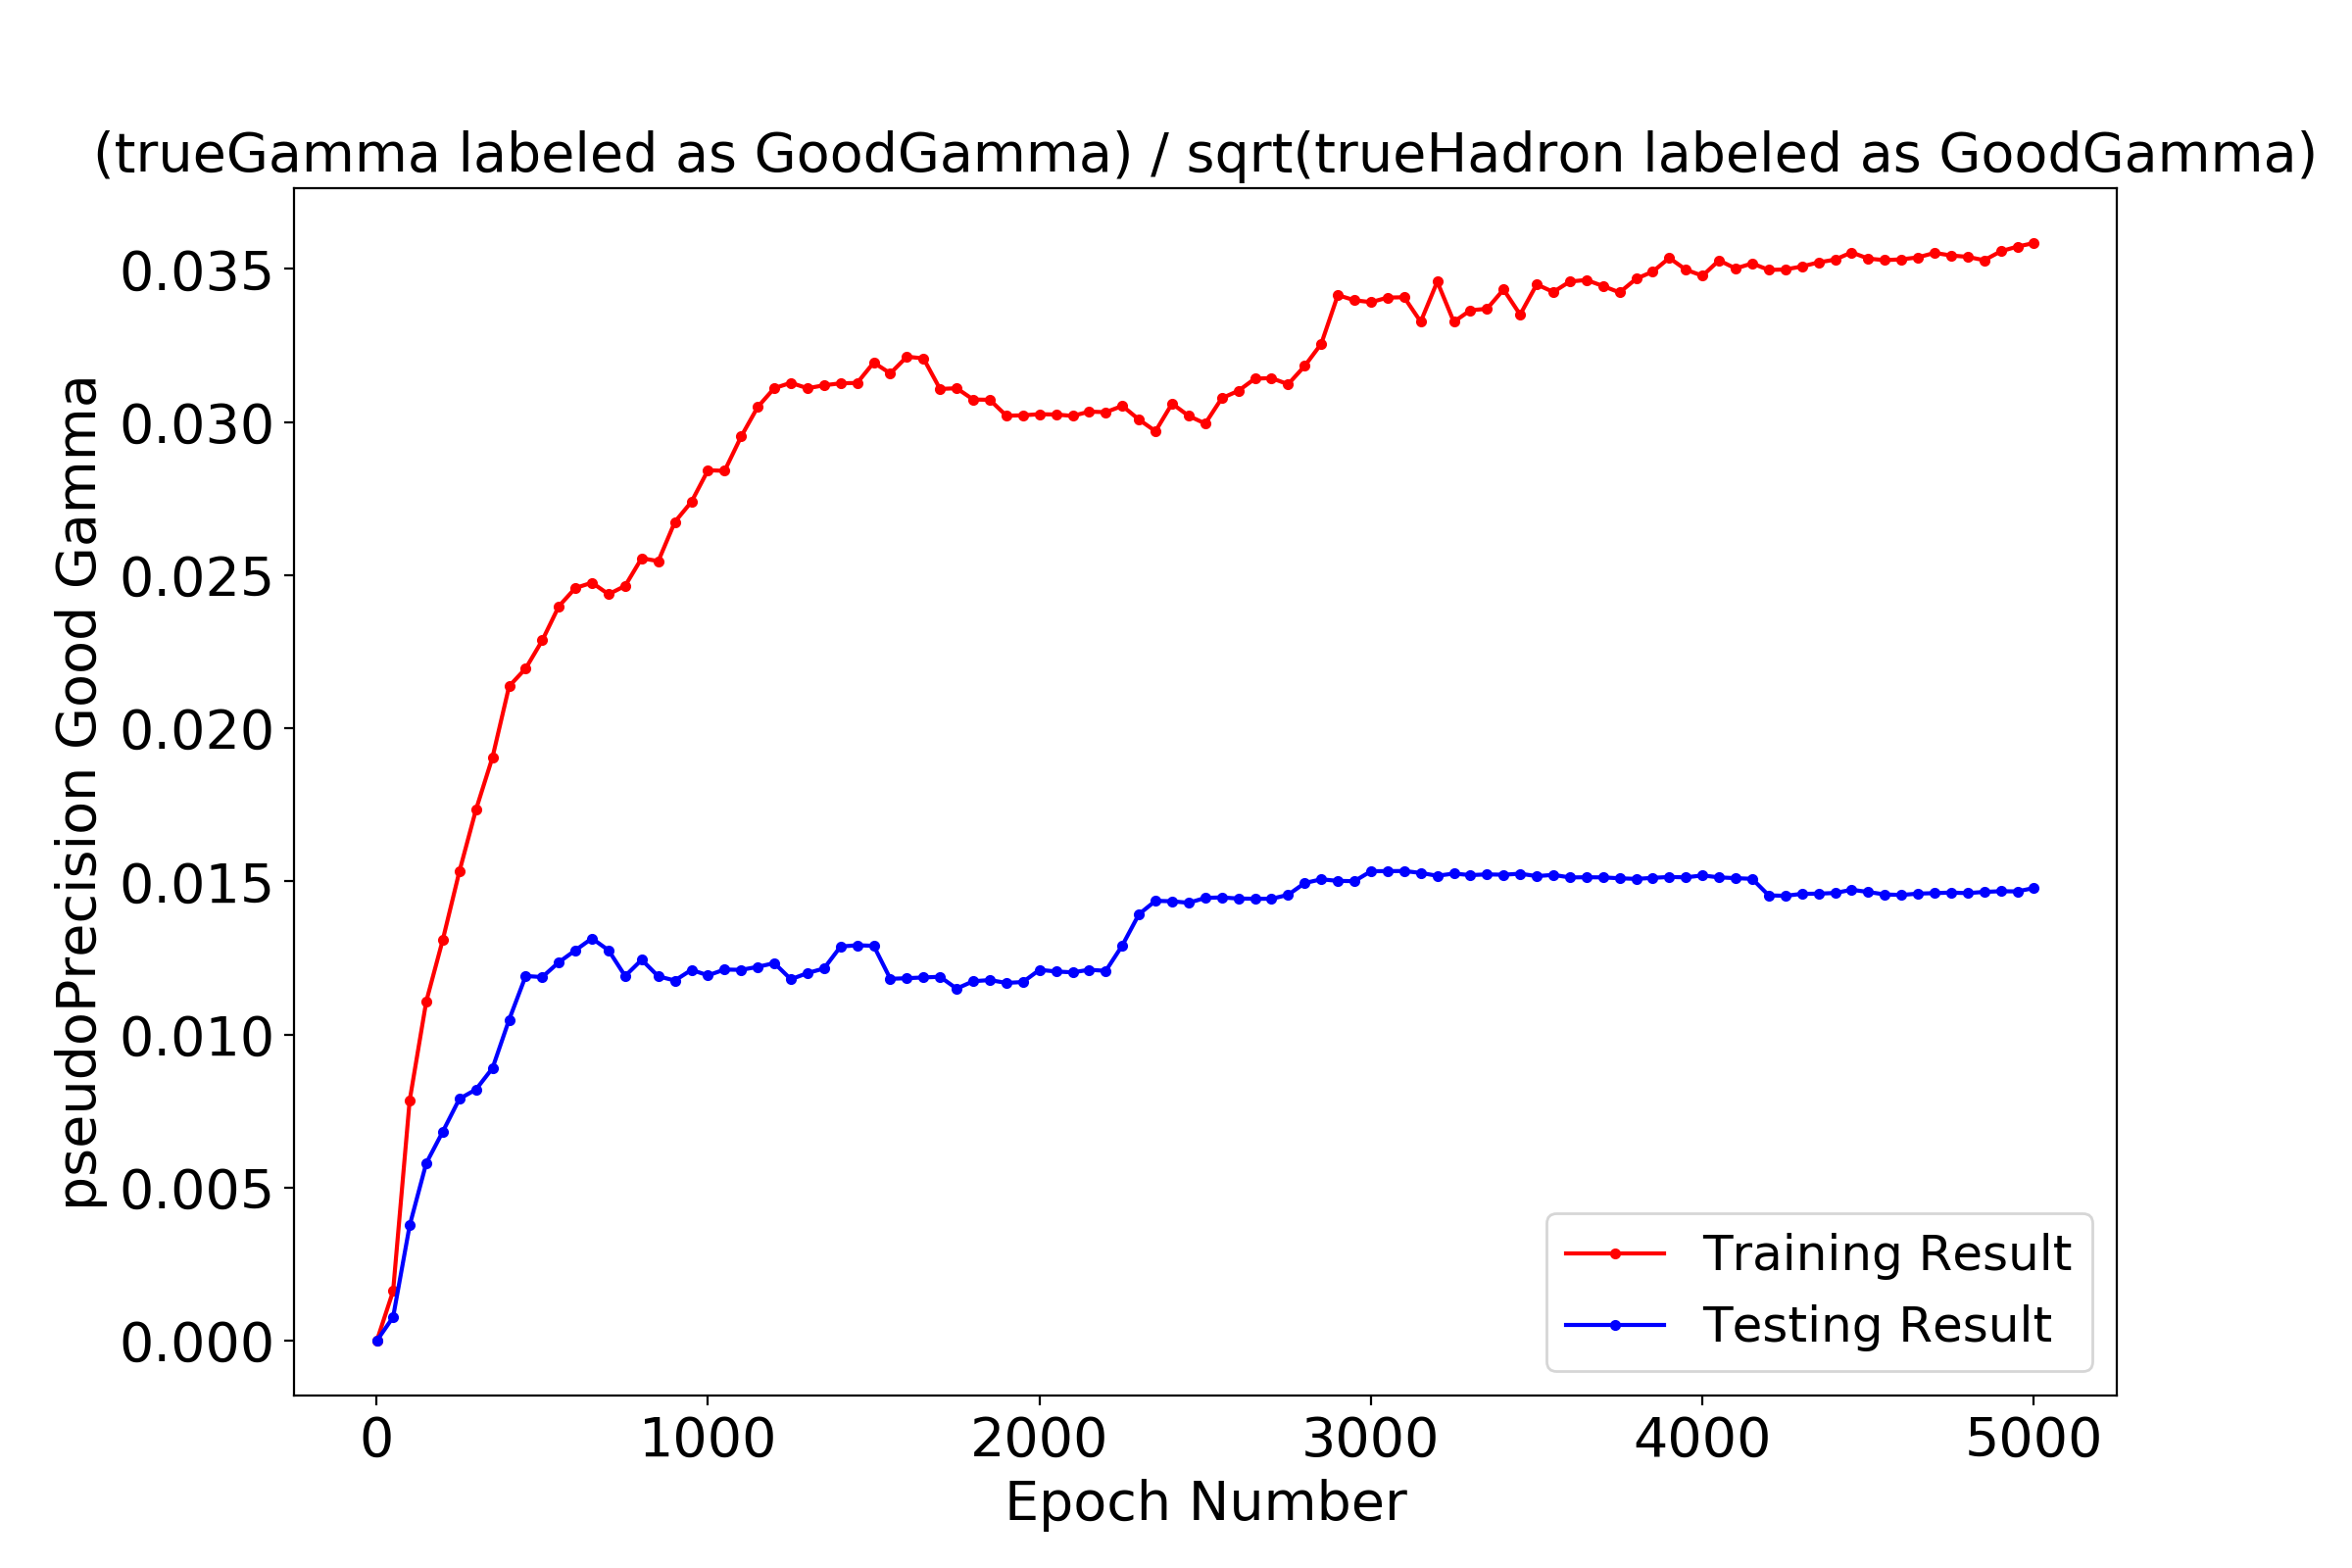 (trueGamma labeled as GoodGamma) / sqrt(trueHadron labeled as GoodGamma)
pseudoPrecision Good Gamma
0.035
0.030
0.025
0.020
0.015
0.010
0.005
0.000
Training Result
Testing Result
0 1000 2000 3000 4000 5000
Epoch Number